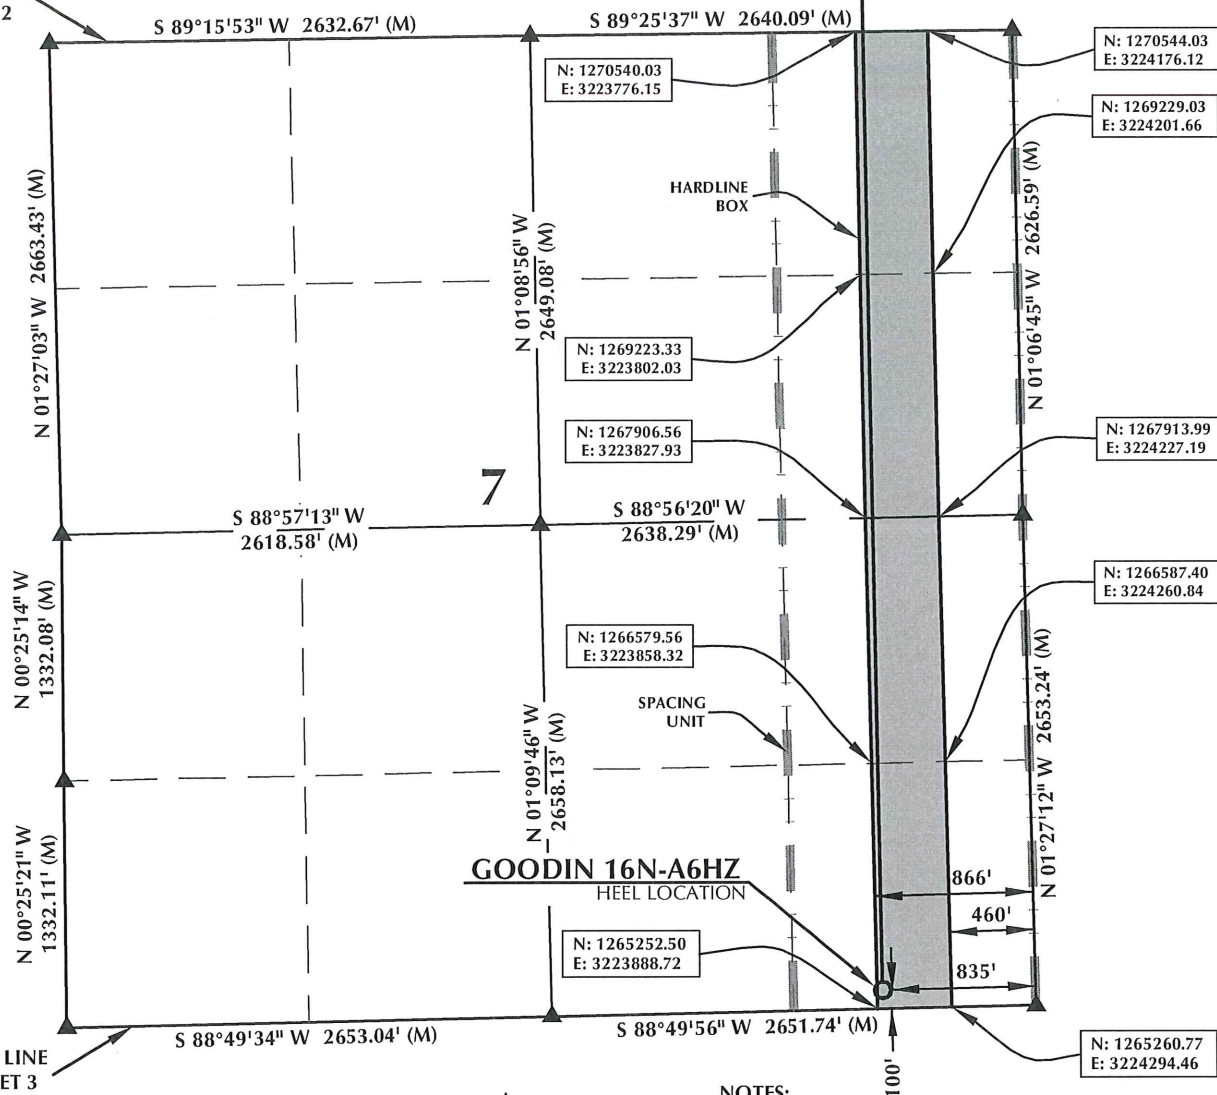 2
S 89°15'53" W 2632.67' (M)
S 89°25'37" W 2640.09' (M)
N: 1270540.03
E: 3223776.15
N: 1270544.03
E: 3224176.12
N: 1269229.03
E: 3224201.66
HARDLINE
BOX
N 01°27'03" W 2663.43' (M)
N 01°08'56" W
2649.08' (M)
N 01°06'45" W 2626.59' (M)
N: 1269223.33
E: 3223802.03
N: 1267906.56
E: 3223827.93
N: 1267913.99
E: 3224227.19
7
S 88°57'13" W
2618.58' (M)
S 88°56'20" W
2638.29' (M)
N 00°25'14" W
1332.08' (M)
N: 1266587.40
E: 3224260.84
N: 1266579.56
E: 3223858.32
SPACING
UNIT
N 01°09'46" W
2658.13' (M)
N 01°27'12" W 2653.24' (M)
N 00°25'21" W
1332.11' (M)
GOODIN 16N-A6HZ
HEEL LOCATION
866'
460'
835'
N: 1265252.50
E: 3223888.72
S 88°49'34" W 2653.04' (M)
S 88°49'56" W 2651.74' (M)
100'
N: 1265260.77
E: 3224294.46
LINE
ET 3
NOTES: